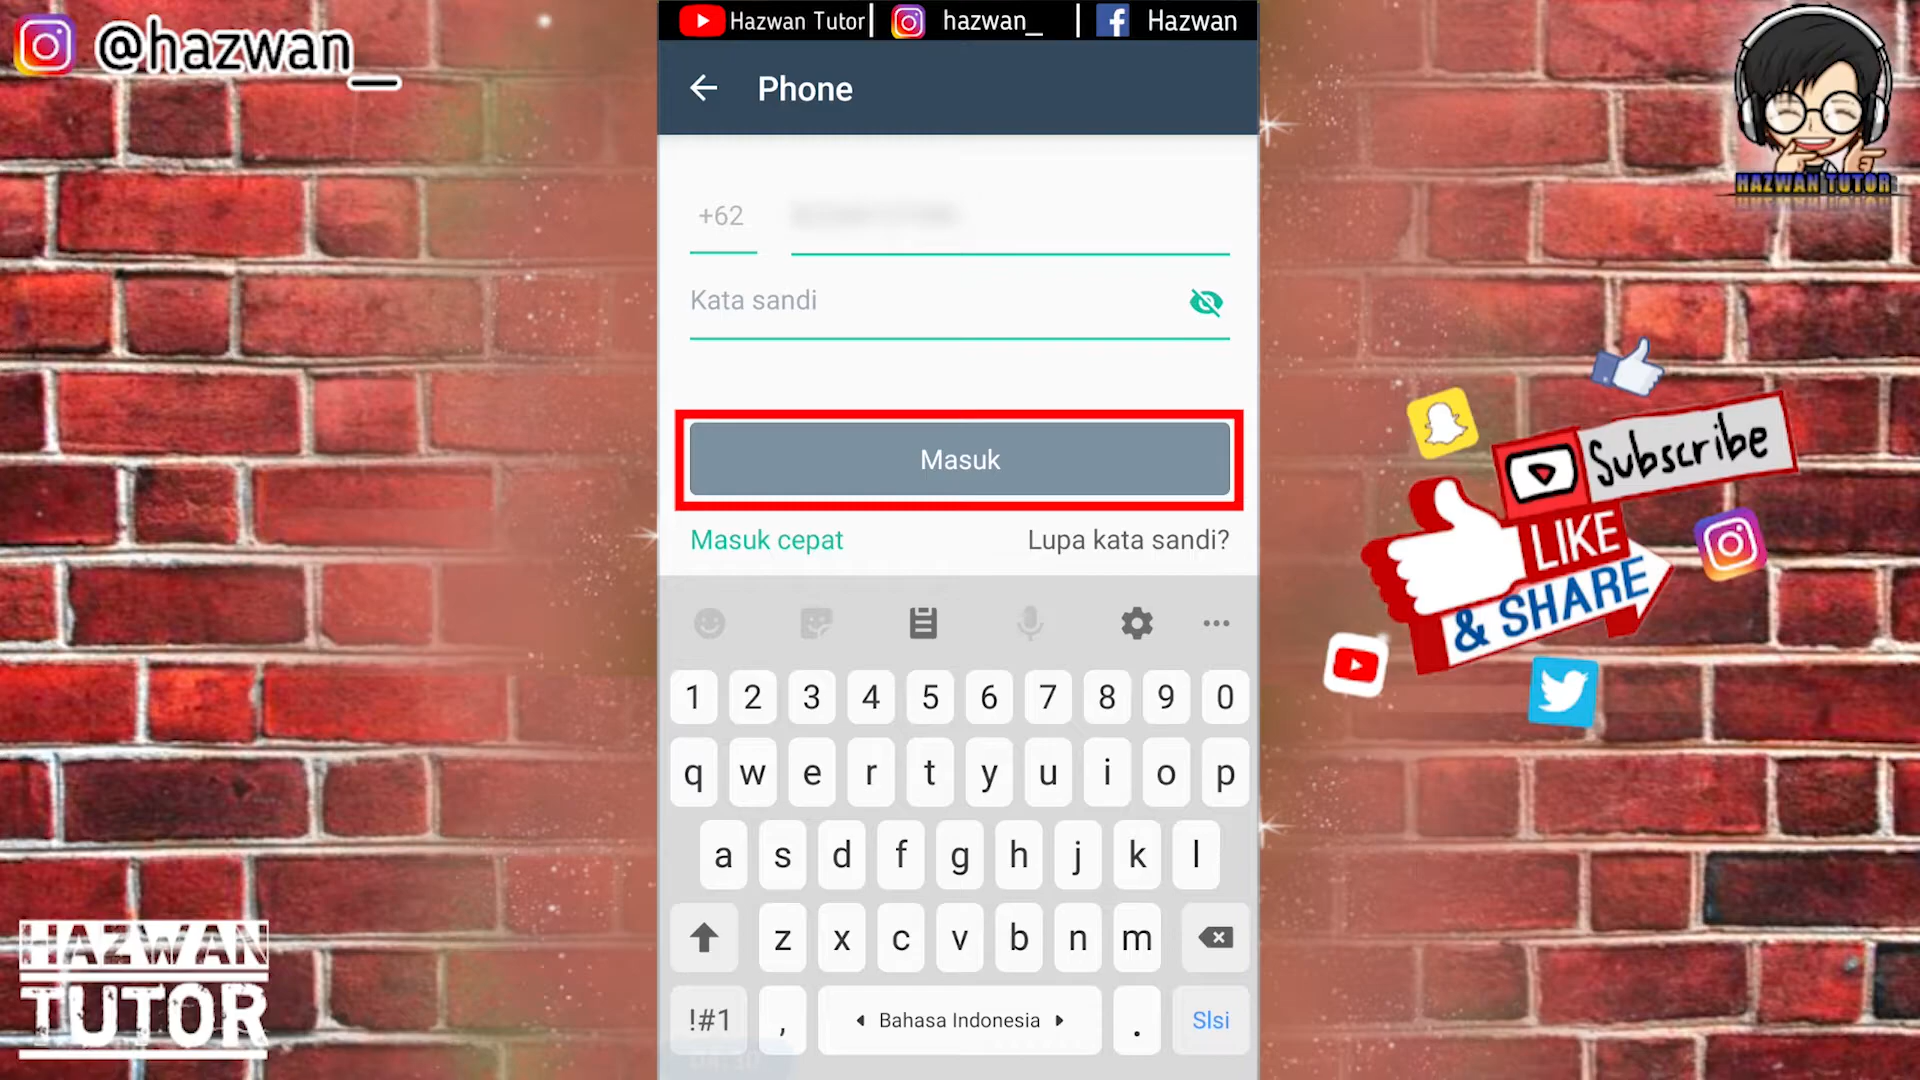 @hazwan_
Hazwan Tutor | hazwan_ | Hazwan
Phone
HAZWAN TUTOR
+62
Kata sandi
Masuk
Masuk cepat
Lupa kata sandi?
Subscribe
LIKE
& SHARE
1 2 3 4 5 6 7 8 9 0
q w e r t y u i o p
a s d f g h j k l
z x c v b n m
!#1 , Bahasa Indonesia . Slsi
HAZWAN
TUTOR